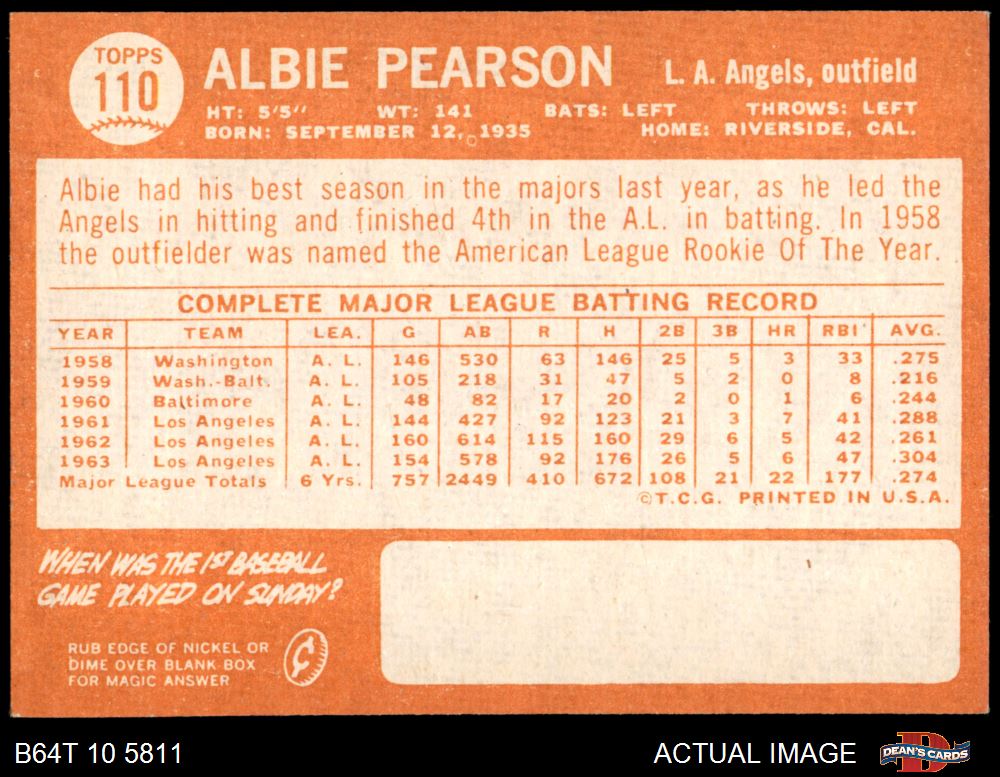 TOPPS
110
ALBIE PEARSON
L. A. Angels, outfield
HT: 5'5'' WT: 141 BATS: LEFT THROWS: LEFT
BORN: SEPTEMBER 12, 1935 HOME: RIVERSIDE, CAL.
Albie had his best season in the majors last year, as he led the
Angels in hitting and finished 4th in the A.L. in batting. In 1958
the outfielder was named the American League Rookie Of The Year.
COMPLETE MAJOR LEAGUE BATTING RECORD
YEAR TEAM LEA. G AB R H 2B 3B HR RBI AVG.
1958 Washington A. L. 146 530 63 146 25 5 3 33 .275
1959 Wash.-Balt. A. L. 105 218 31 47 5 2 0 8 .216
1960 Baltimore A. L. 48 82 17 20 2 0 1 6 .244
1961 Los Angeles A. L. 144 427 92 123 21 3 7 41 .288
1962 Los Angeles A. L. 160 614 115 160 29 6 5 42 .261
1963 Los Angeles A. L. 154 578 92 176 26 5 6 47 .304
Major League Totals 6 Yrs. 757 2449 410 672 108 21 22 177 .274
©T.C.G. PRINTED IN U.S.A.
WHEN WAS THE 1ST BASEBALL
GAME PLAYED ON SUNDAY?
RUB EDGE OF NICKEL OR
DIME OVER BLANK BOX
FOR MAGIC ANSWER
¢
B64T 10 5811
ACTUAL IMAGE
D
DEAN'S CARDS